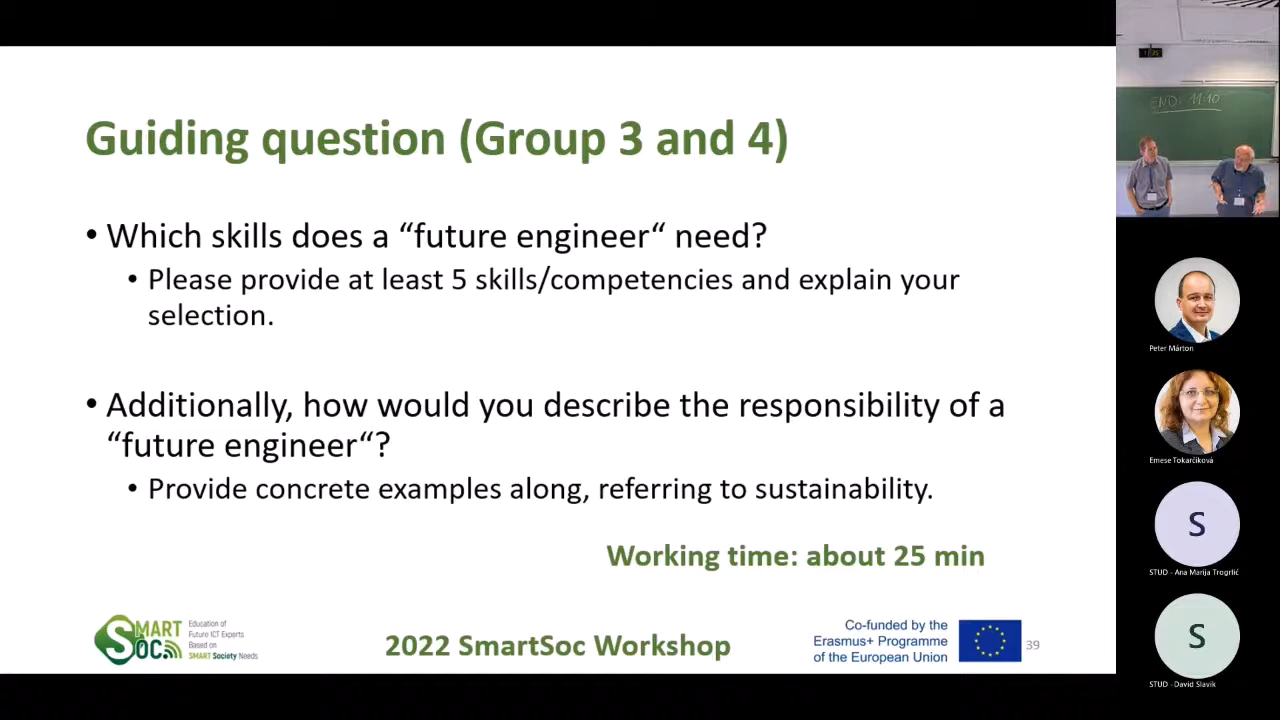 Guiding question (Group 3 and 4)
• Which skills does a “future engineer“ need?
• Please provide at least 5 skills/competencies and explain your
selection.
• Additionally, how would you describe the responsibility of a
“future engineer“?
• Provide concrete examples along, referring to sustainability.
Working time: about 25 min
SMART
SOC
Education of
Future ICT Experts
Based on
SMART Society Needs
2022 SmartSoc Workshop
Co-funded by the
Erasmus+ Programme
of the European Union
39
END: 11:10
Peter Márton
Emese Tokarčíková
S
STUD - Ana Marija Trogrlić
S
STUD - David Slavik